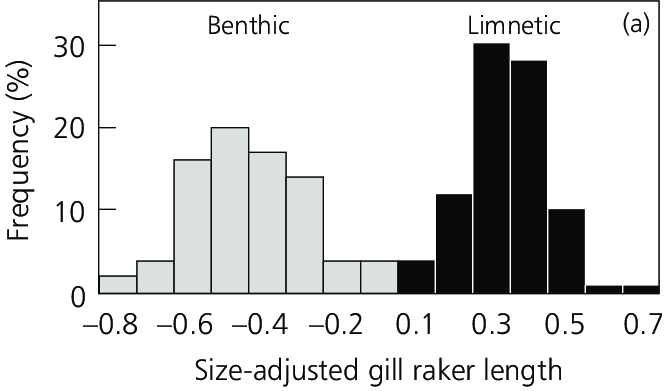 Benthic Limnetic (a)
Frequency (%)
30
20
10
0
–0.8 –0.6 –0.4 –0.2 0.1 0.3 0.5 0.7
Size-adjusted gill raker length